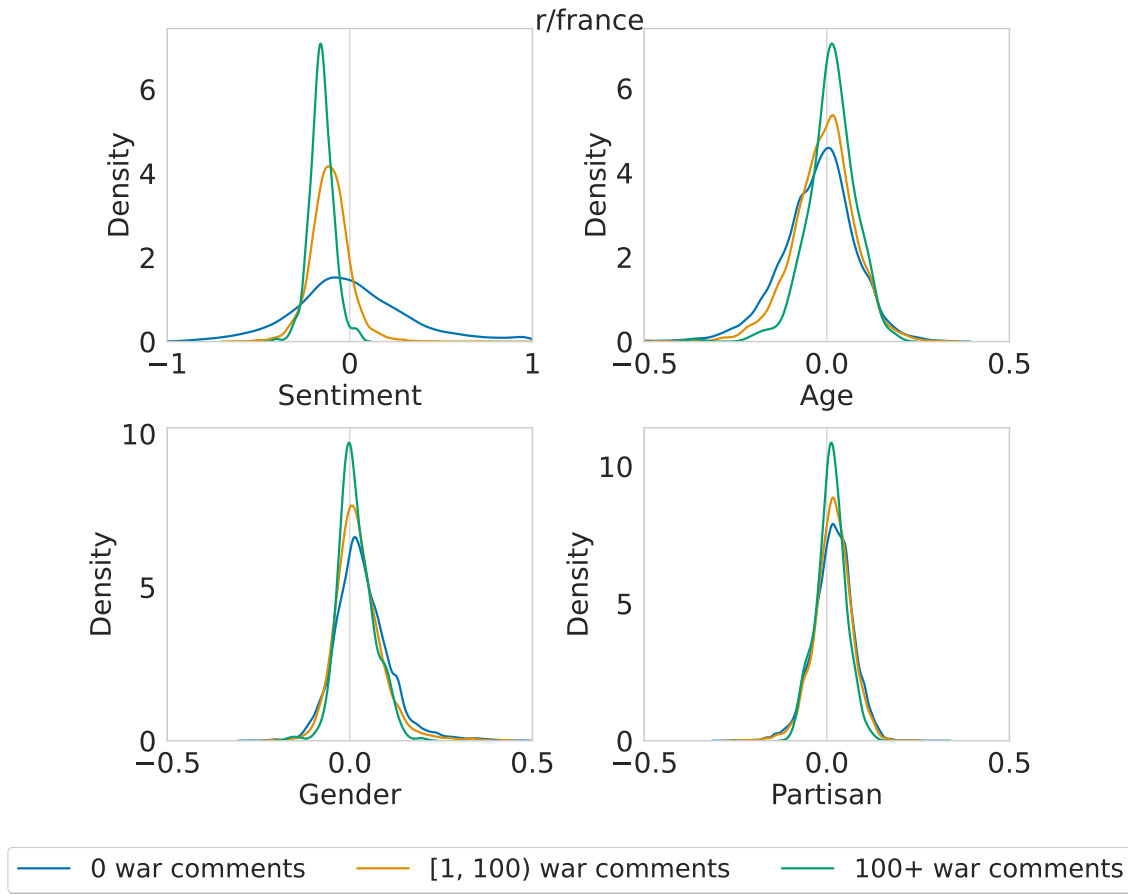 r/france
Density
6
4
2
0
−1
0
1
Sentiment
Density
6
4
2
0
−0.5
0.0
0.5
Age
Density
10
5
0
−0.5
0.0
0.5
Gender
Density
10
5
0
−0.5
0.0
0.5
Partisan
0 war comments
[1, 100) war comments
100+ war comments